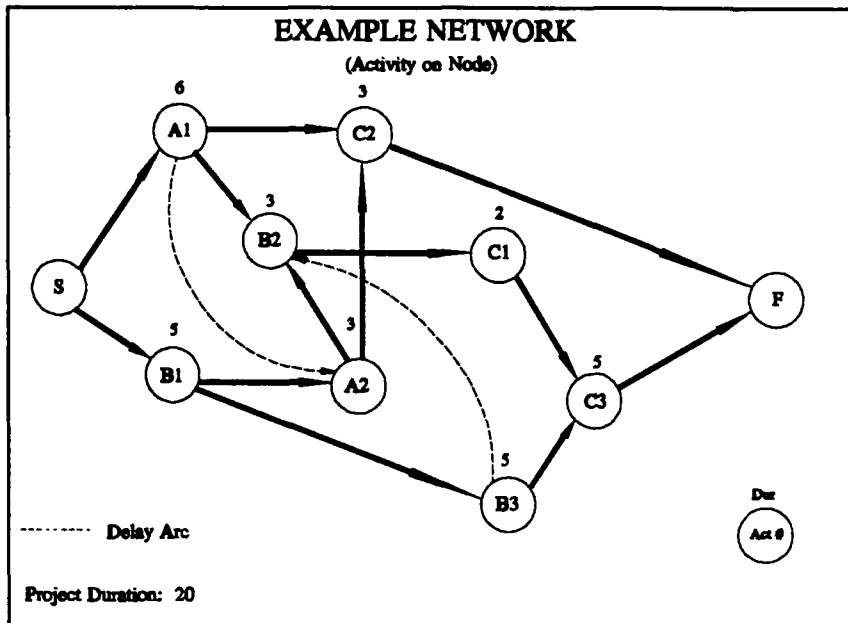 EXAMPLE NETWORK
(Activity on Node)
6
A1
3
C2
3
B2
2
C1
S
F
5
B1
3
A2
5
C3
5
B3
Delay Arc
Dur
Act #
Project Duration: 20